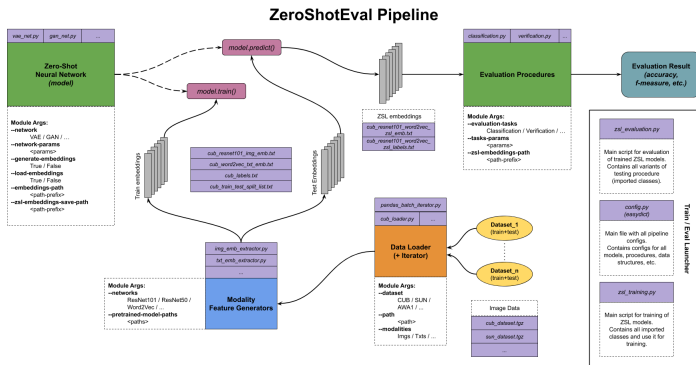 ZeroShotEval Pipeline
vae_net.py
gan_net.py
...
Zero-Shot
Neural Network
(model)
Module Args:
--network
VAE / GAN / ...
--network-params
<params>
--generate-embeddings
True / False
--load-embeddings
True / False
--embeddings-path
<path-prefix>
--zsl-embeddings-save-path
<path-prefix>
model.predict()
model.train()
Train embeddings
Test Embeddings
cub_resnet101_img_emb.txt
cub_word2vec_txt_emb.txt
cub_labels.txt
cub_train_test_split_list.txt
ZSL embeddings
cub_resnet101_word2vec_
zsl_emb.txt
cub_resnet101_word2vec_
zsl_labels.txt
classification.py
verification.py
...
Evaluation Procedures
Module Args:
--evaluation-tasks
Classification / Verification / ...
--tasks-params
<params>
--zsl-embeddings-path
<path-prefix>
Evaluation Result
(accuracy,
f-measure, etc.)
img_emb_extractor.py
txt_emb_extractor.py
...
Modality
Feature Generators
Module Args:
--networks
ResNet101 / ResNet50 /
Word2Vec / ...
--pretrained-model-paths
<paths>
pandas_batch_iterator.py
cub_loader.py
...
Data Loader
(+ Iterator)
Module Args:
--dataset
CUB / SUN /
AWA1 / ...
--path
<path>
--modalities
Imgs / Txts / ...
Dataset_1
(train+test)
Dataset_n
(train+test)
Image Data
cub_dataset.tgz
sun_dataset.tgz
...
zsl_evaluation.py
Main script for evaluation
of trained ZSL models.
Contains all variants of
testing procedure
(imported classes).
config.py
(easydict)
Main file with all pipeline
configs.
Contains configs for all
models, procedures, data
structures, etc.
zsl_training.py
Main script for training of
ZSL models.
Contains all imported
classes and use it for
training.
Train / Eval Launcher